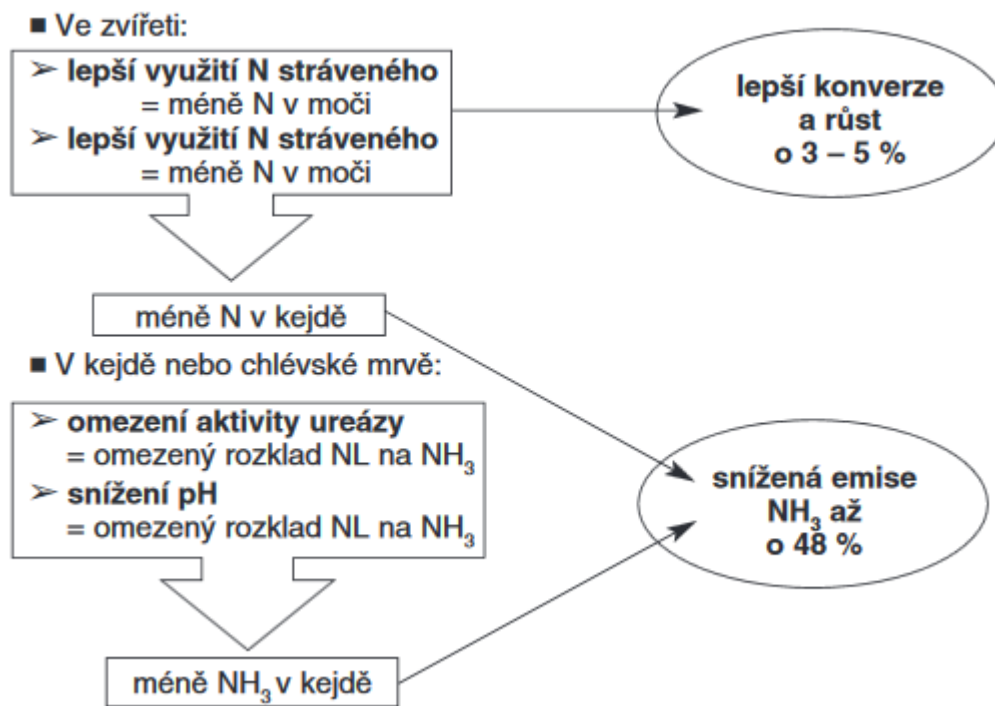 ■ Ve zvířeti:
➢ lepší využití N stráveného
= méně N v moči
➢ lepší využití N stráveného
= méně N v moči
lepší konverze
a růst
o 3 – 5 %
méně N v kejdě
■ V kejdě nebo chlévské mrvě:
➢ omezení aktivity ureázy
= omezený rozklad NL na NH₃
➢ snížení pH
= omezený rozklad NL na NH₃
snížená emise
NH₃ až
o 48 %
méně NH₃ v kejdě